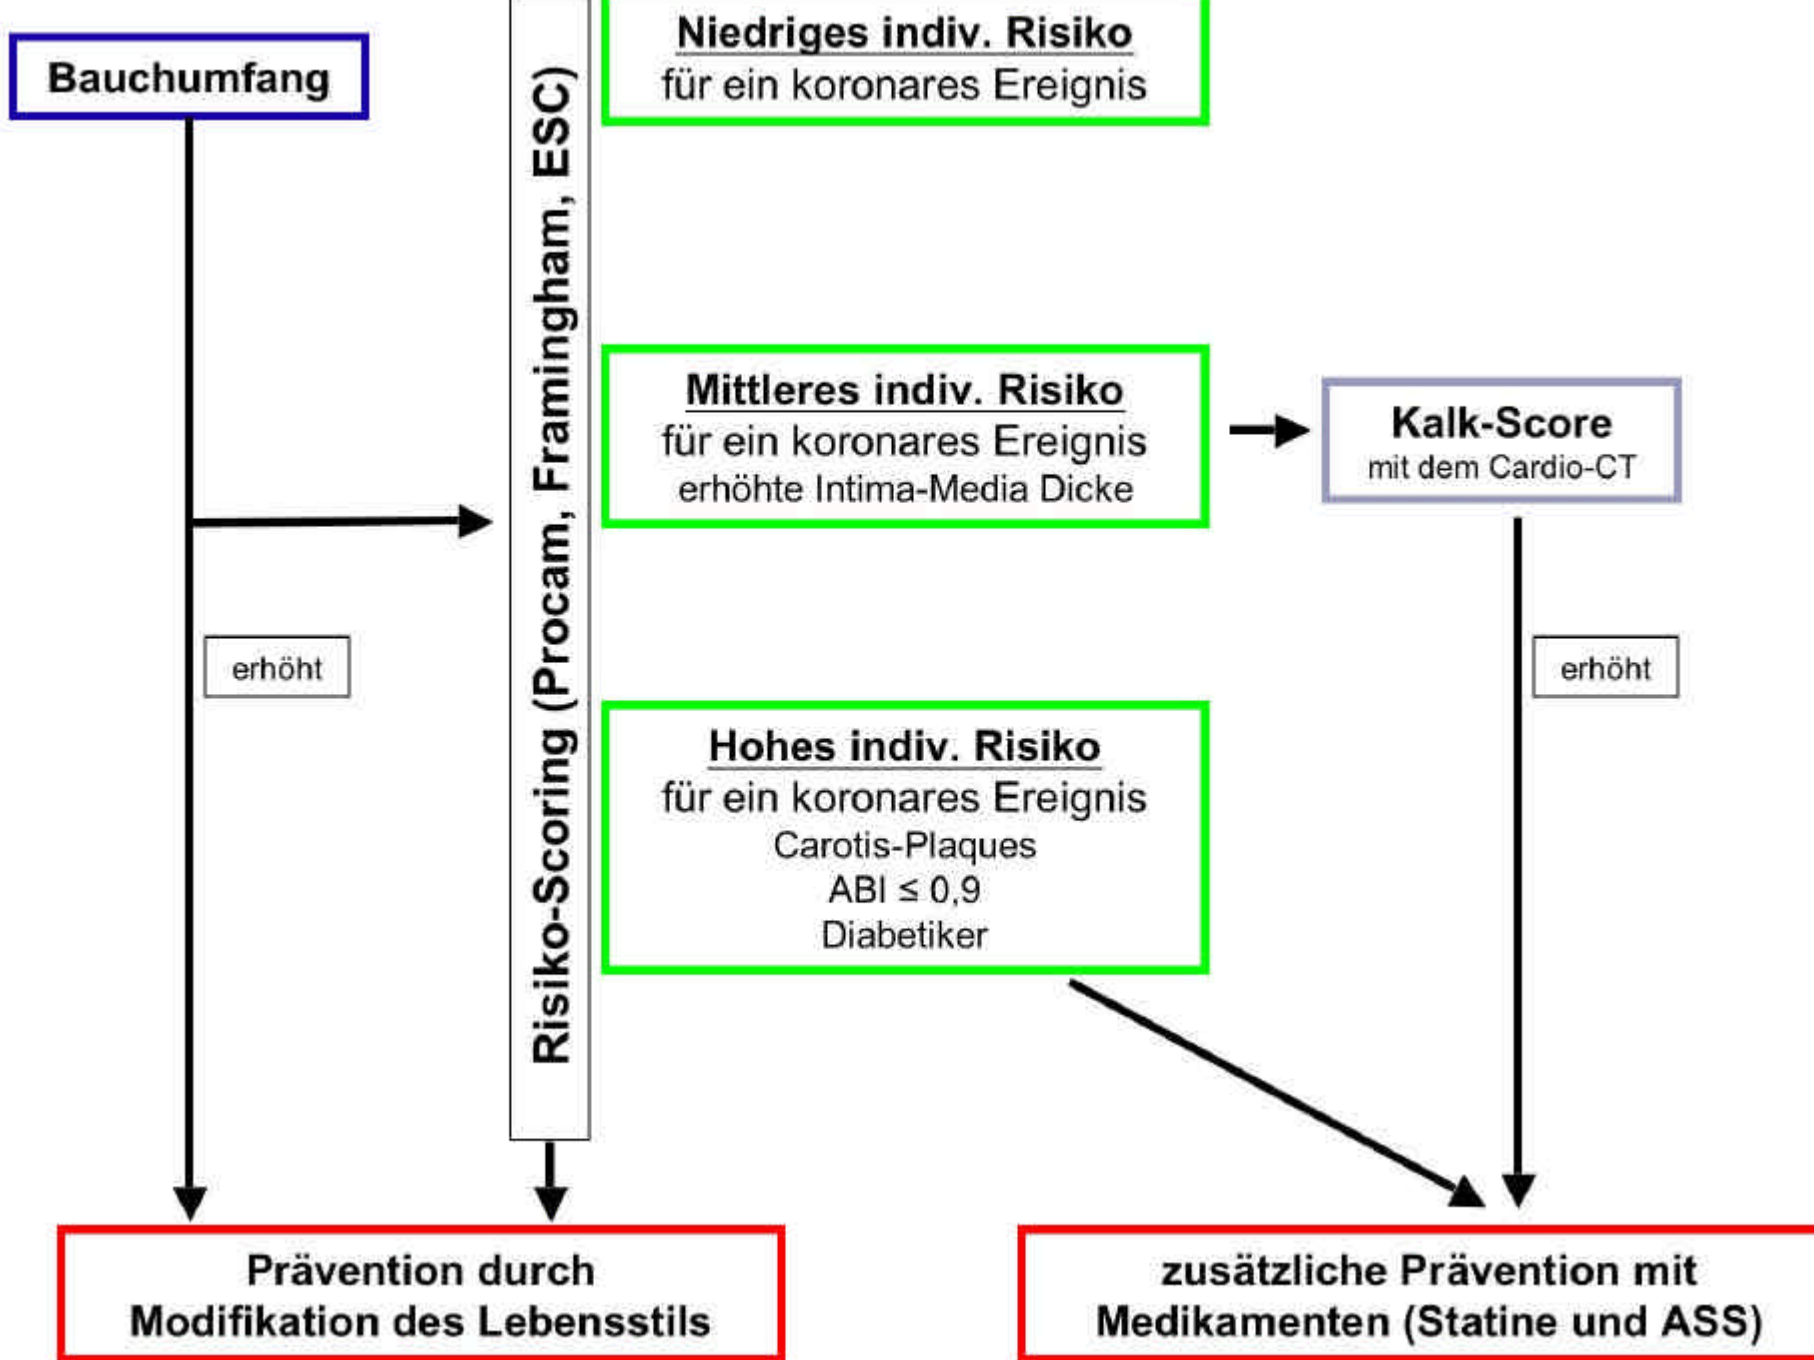 Bauchumfang
Risiko-Scoring (Procam, Framingham, ESC)
Niedriges indiv. Risiko
für ein koronares Ereignis
Mittleres indiv. Risiko
für ein koronares Ereignis
erhöhte Intima-Media Dicke
Kalk-Score
mit dem Cardio-CT
erhöht
erhöht
Hohes indiv. Risiko
für ein koronares Ereignis
Carotis-Plaques
ABI ≤ 0,9
Diabetiker
Prävention durch
Modifikation des Lebensstils
zusätzliche Prävention mit
Medikamenten (Statine und ASS)